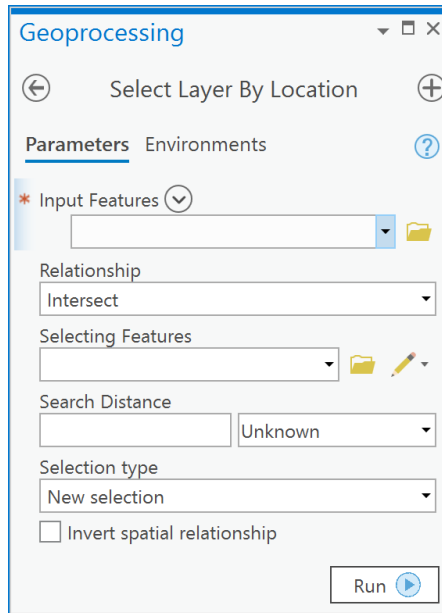 Geoprocessing
Select Layer By Location
Parameters Environments
?
* Input Features
Relationship
Intersect
Selecting Features
Search Distance
Unknown
Selection type
New selection
Invert spatial relationship
Run